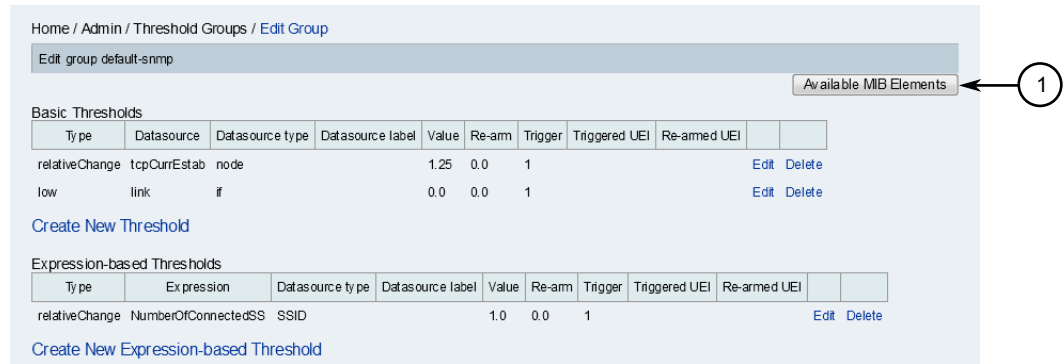 Home / Admin / Threshold Groups / Edit Group
Edit group default-snmp
Available MIB Elements
1
Basic Thresholds
Type Datasource Datasource type Datasource label Value Re-arm Trigger Triggered UEI Re-armed UEI
relativeChange tcpCurrEstab node 1.25 0.0 1 Edit Delete
low link if 0.0 0.0 1 Edit Delete
Create New Threshold
Expression-based Thresholds
Type Expression Datasource type Datasource label Value Re-arm Trigger Triggered UEI Re-armed UEI
relativeChange NumberOfConnectedSS SSID 1.0 0.0 1 Edit Delete
Create New Expression-based Threshold